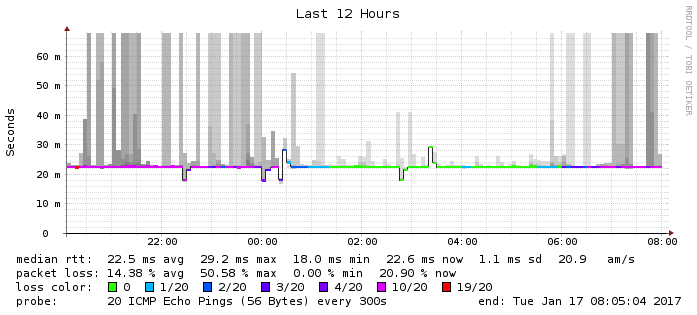 Last 12 Hours
RRDTOOL / TOBI OETIKER
Seconds
60 m
50 m
40 m
30 m
20 m
10 m
0
22:00 00:00 02:00 04:00 06:00 08:00
median rtt: 22.5 ms avg 29.2 ms max 18.0 ms min 22.6 ms now 1.1 ms sd 20.9 am/s
packet loss: 14.38 % avg 50.58 % max 0.00 % min 20.90 % now
loss color: 0 1/20 2/20 3/20 4/20 10/20 19/20
probe: 20 ICMP Echo Pings (56 Bytes) every 300s end: Tue Jan 17 08:05:04 2017